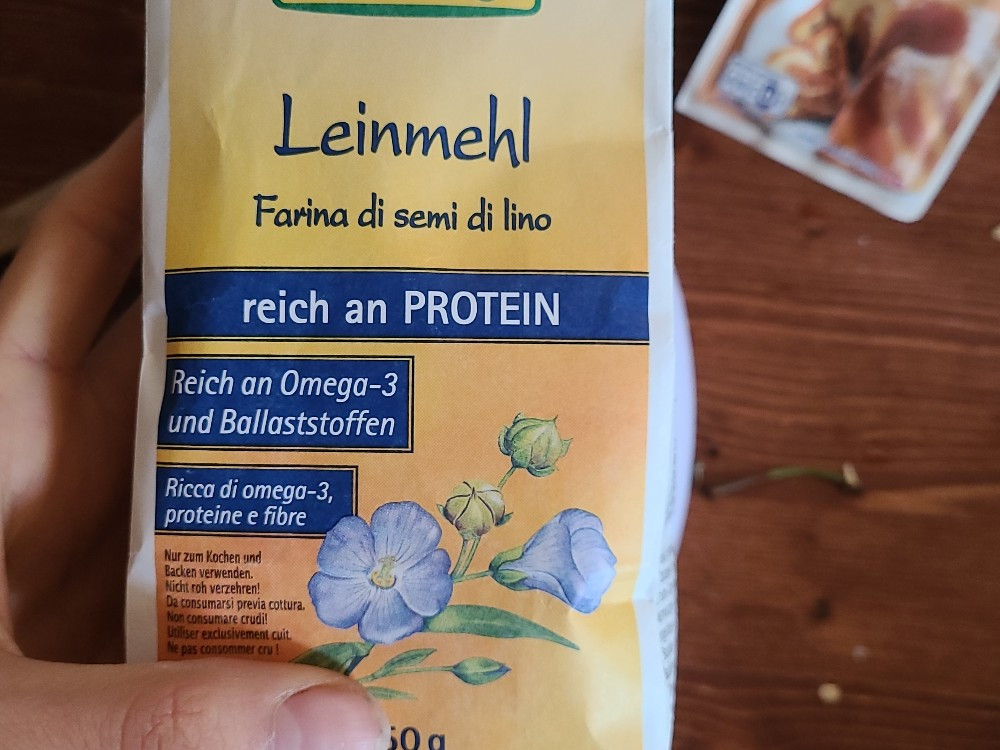 Leinmehl
Farina di semi di lino
reich an PROTEIN
Reich an Omega-3
und Ballaststoffen
Ricca di omega-3,
proteine e fibre
Nur zum Kochen und
Backen verwenden.
Nicht roh verzehren!
Da consumarsi previa cottura.
Non consumare crudi!
Utiliser exclusivement cuit.
Ne pas consommer cru !
50 g